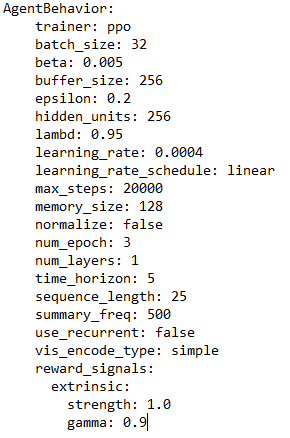 AgentBehavior:
    trainer: ppo
    batch_size: 32
    beta: 0.005
    buffer_size: 256
    epsilon: 0.2
    hidden_units: 256
    lambd: 0.95
    learning_rate: 0.0004
    learning_rate_schedule: linear
    max_steps: 20000
    memory_size: 128
    normalize: false
    num_epoch: 3
    num_layers: 1
    time_horizon: 5
    sequence_length: 25
    summary_freq: 500
    use_recurrent: false
    vis_encode_type: simple
    reward_signals:
      extrinsic:
        strength: 1.0
        gamma: 0.9